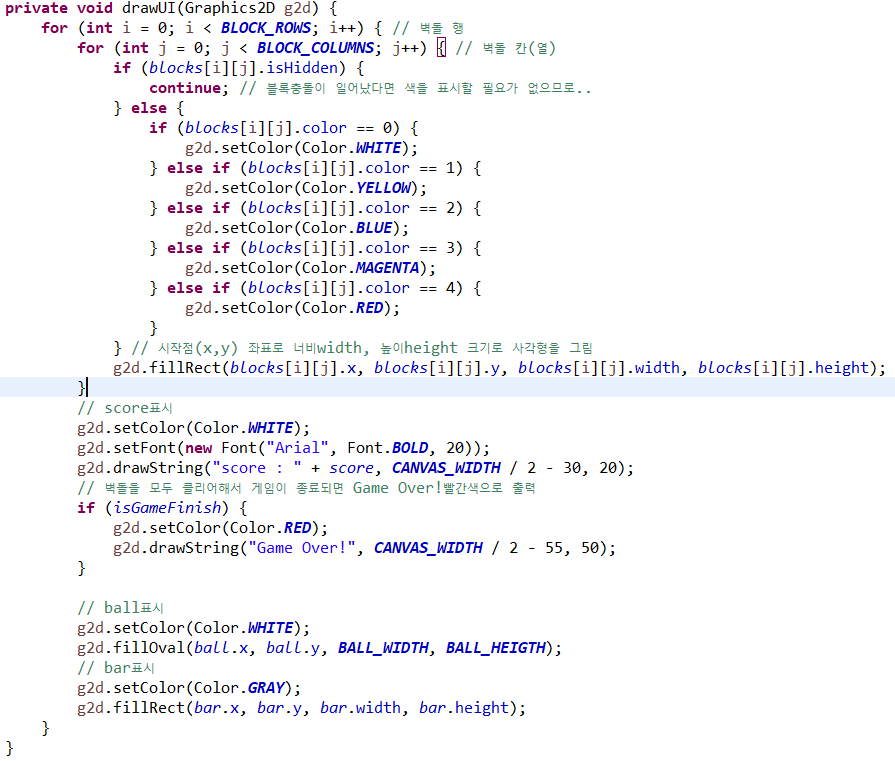 private void drawUI(Graphics2D g2d) {
for (int i = 0; i < BLOCK_ROWS; i++) { // 벽돌 행
for (int j = 0; j < BLOCK_COLUMNS; j++) { // 벽돌 칸(열)
if (blocks[i][j].isHidden) {
continue; // 블록충돌이 일어났다면 색을 표시할 필요가 없으므로..
} else {
if (blocks[i][j].color == 0) {
g2d.setColor(Color.WHITE);
} else if (blocks[i][j].color == 1) {
g2d.setColor(Color.YELLOW);
} else if (blocks[i][j].color == 2) {
g2d.setColor(Color.BLUE);
} else if (blocks[i][j].color == 3) {
g2d.setColor(Color.MAGENTA);
} else if (blocks[i][j].color == 4) {
g2d.setColor(Color.RED);
}
} // 시작점(x,y) 좌표로 너비width, 높이height 크기로 사각형을 그림
g2d.fillRect(blocks[i][j].x, blocks[i][j].y, blocks[i][j].width, blocks[i][j].height);
}
// score표시
g2d.setColor(Color.WHITE);
g2d.setFont(new Font("Arial", Font.BOLD, 20));
g2d.drawString("score : " + score, CANVAS_WIDTH / 2 - 30, 20);
// 벽돌을 모두 클리어해서 게임이 종료되면 Game Over!빨간색으로 출력
if (isGameFinish) {
g2d.setColor(Color.RED);
g2d.drawString("Game Over!", CANVAS_WIDTH / 2 - 55, 50);
}
// ball표시
g2d.setColor(Color.WHITE);
g2d.fillOval(ball.x, ball.y, BALL_WIDTH, BALL_HEIGTH);
// bar표시
g2d.setColor(Color.GRAY);
g2d.fillRect(bar.x, bar.y, bar.width, bar.height);
}
}